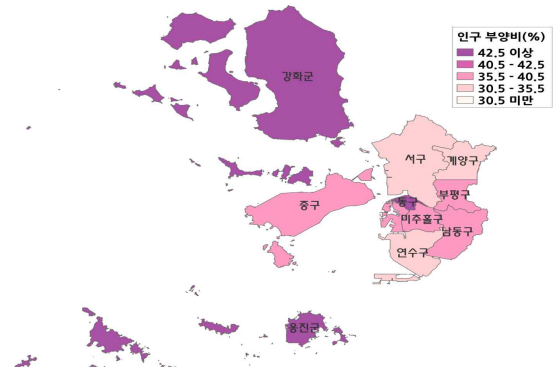 인구 부양비(%)
42.5 이상
40.5 - 42.5
35.5 - 40.5
30.5 - 35.5
30.5 미만
강화군
서구
계양구
부평구
중구
동구
미추홀구
남동구
연수구
옹진군